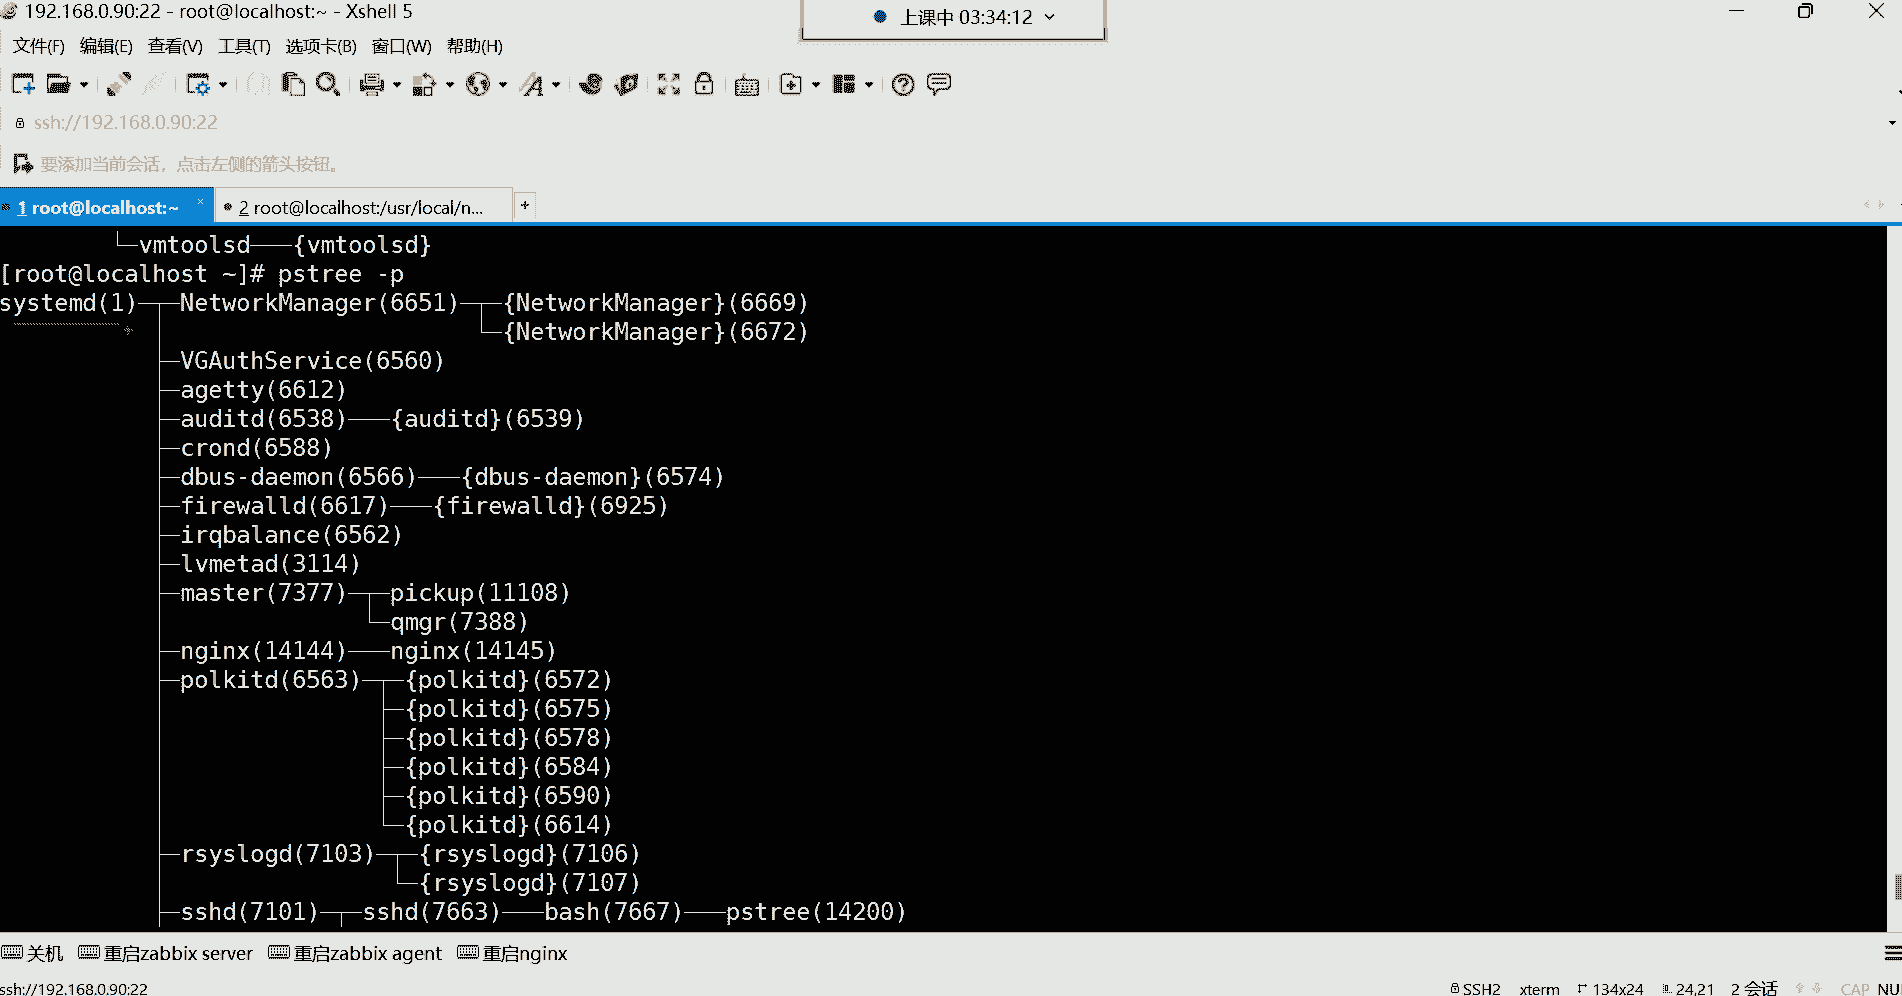 192.168.0.90:22 - root@localhost:~ - Xshell 5
上课中 03:34:12
文件(F) 编辑(E) 查看(V) 工具(T) 选项卡(B) 窗口(W) 帮助(H)
ssh://192.168.0.90:22
要添加当前会话，点击左侧的箭头按钮。
1 root@localhost:~ × 2 root@localhost:/usr/local/n... +
└─vmtoolsd───{vmtoolsd}
[root@localhost ~]# pstree -p
systemd(1)─┬─NetworkManager(6651)─┬─{NetworkManager}(6669)
└─{NetworkManager}(6672)
├─VGAuthService(6560)
├─agetty(6612)
├─auditd(6538)───{auditd}(6539)
├─crond(6588)
├─dbus-daemon(6566)───{dbus-daemon}(6574)
├─firewalld(6617)───{firewalld}(6925)
├─irqbalance(6562)
├─lvmetad(3114)
├─master(7377)─┬─pickup(11108)
└─qmgr(7388)
├─nginx(14144)───nginx(14145)
├─polkitd(6563)─┬─{polkitd}(6572)
├─{polkitd}(6575)
├─{polkitd}(6578)
├─{polkitd}(6584)
├─{polkitd}(6590)
└─{polkitd}(6614)
├─rsyslogd(7103)─┬─{rsyslogd}(7106)
└─{rsyslogd}(7107)
├─sshd(7101)─┬─sshd(7663)───bash(7667)───pstree(14200)
关机 重启zabbix server 重启zabbix agent 重启nginx
ssh://192.168.0.90:22 SSH2 xterm 134x24 24,21 2 会话 CAP NU